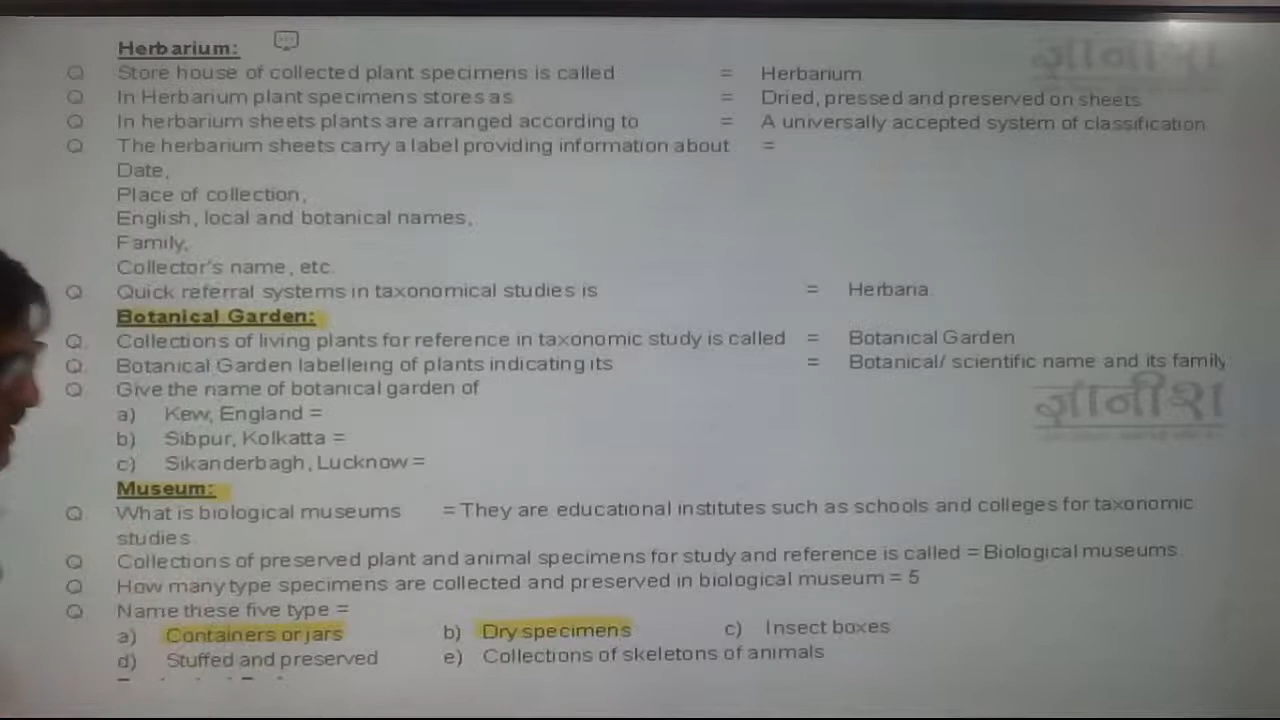 Herbarium:
Q Store house of collected plant specimens is called = Herbarium
Q In Herbarium plant specimens stores as = Dried, pressed and preserved on sheets
Q In herbarium sheets plants are arranged according to = A universally accepted system of classification
Q The herbarium sheets carry a label providing information about =
Date,
Place of collection,
English, local and botanical names,
Family,
Collector's name, etc.
Q Quick referral systems in taxonomical studies is = Herbaria.
Botanical Garden:
Q. Collections of living plants for reference in taxonomic study is called = Botanical Garden
Q. Botanical Garden labelleing of plants indicating its = Botanical/ scientific name and its family
Q Give the name of botanical garden of
a) Kew, England =
b) Sibpur, Kolkatta =
c) Sikanderbagh, Lucknow =
Museum:
Q What is biological museums = They are educational institutes such as schools and colleges for taxonomic
studies
Q Collections of preserved plant and animal specimens for study and reference is called = Biological museums
Q How many type specimens are collected and preserved in biological museum = 5
Q Name these five type =
a) Containers or jars b) Dry specimens c) Insect boxes
d) Stuffed and preserved e) Collections of skeletons of animals
ज्ञानीश
ज्ञानीश